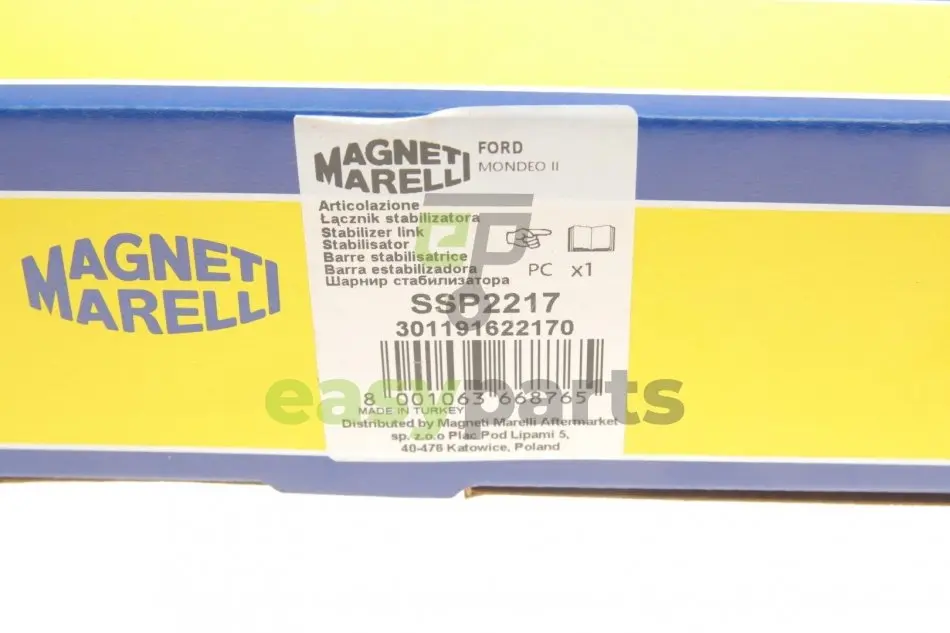 MAGNETI
MARELLI
FORD
MONDEO II
Articolazione
Łącznik stabilizatora
Stabilizer link
Stabilisator
Barre stabilisatrice
Barra estabilizadora
Шарнир стабилизатора
PC x1
SSP2217
301191622170
8 001063 668765
MADE IN TURKEY
Distributed by Magneti Marelli Aftermarket
sp. z.o.o Plac Pod Lipami 5,
40-476 Katowice, Poland
MAGNETI
MARELLI
easyparts